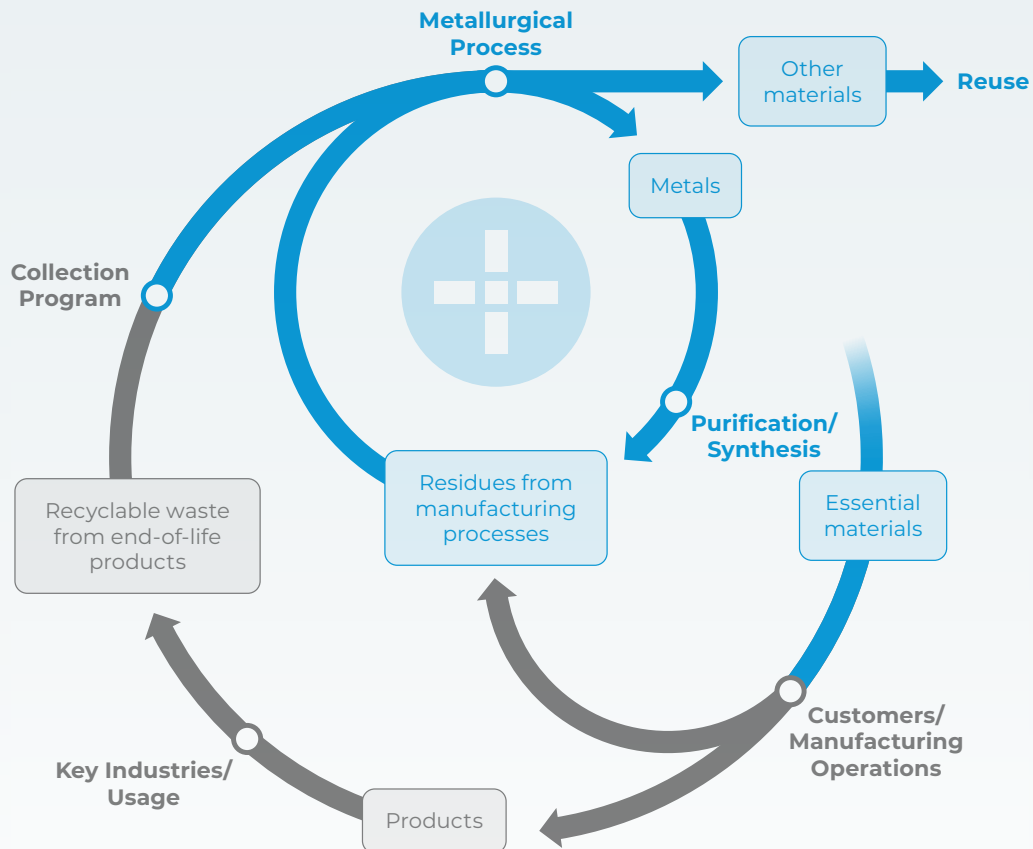 Metallurgical
Process
Other
materials
Reuse
Metals
Collection
Program
Purification/
Synthesis
Residues from
manufacturing
processes
Essential
materials
Recyclable waste
from end-of-life
products
Customers/
Manufacturing
Operations
Key Industries/
Usage
Products